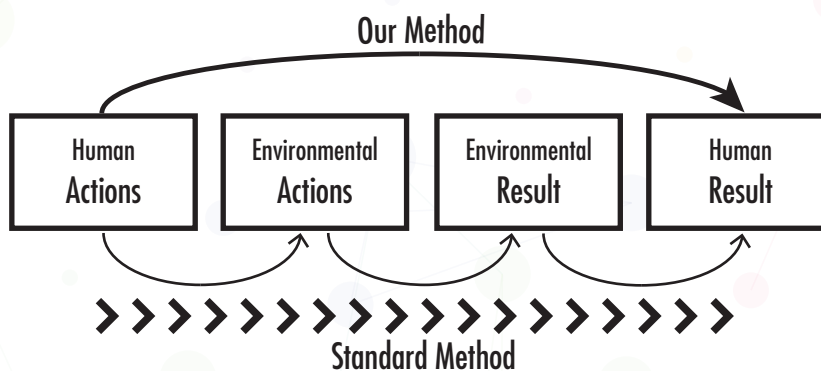 Our Method
Human
Actions
Environmental
Actions
Environmental
Result
Human
Result
Standard Method